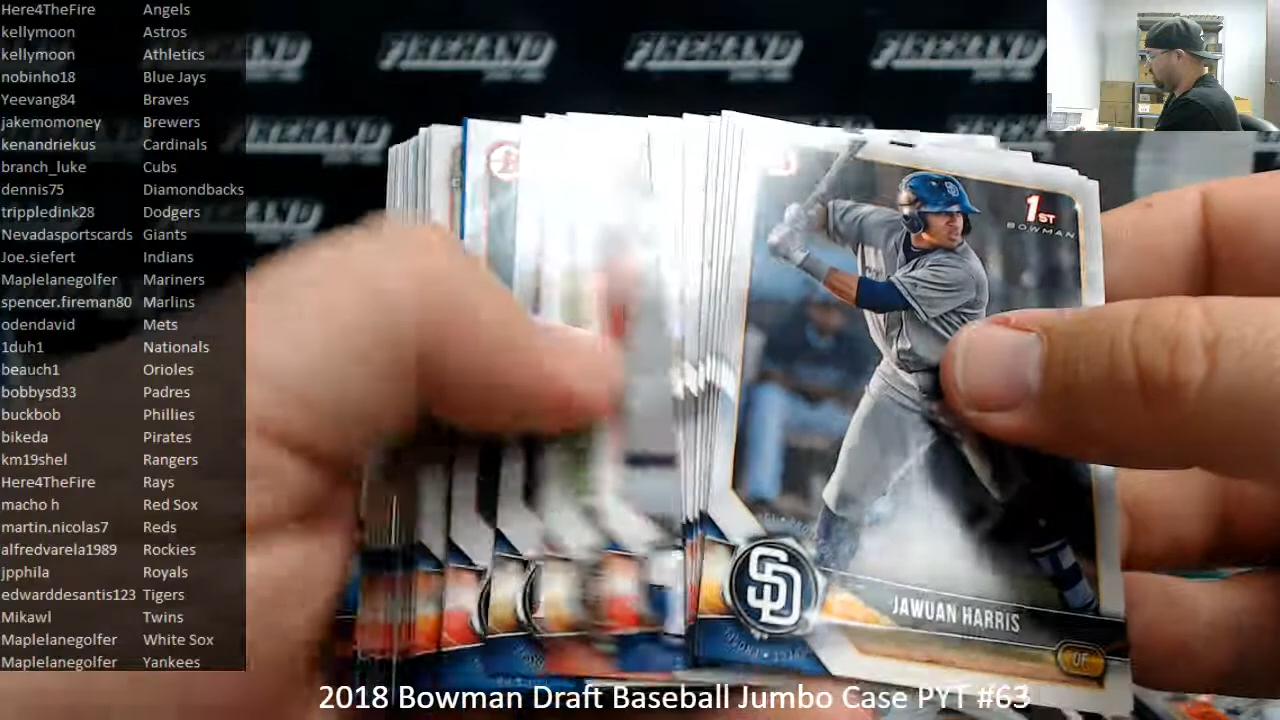 Here4TheFire Angels
kellymoon Astros
kellymoon Athletics
nobinho18 Blue Jays
Yeevang84 Braves
jakemomoney Brewers
kenandriekus Cardinals
branch_luke Cubs
dennis75 Diamondbacks
trippledink28 Dodgers
Nevadasportscards Giants
Joe.siefert Indians
Maplelanegolfer Mariners
spencer.fireman80 Marlins
odendavid Mets
1duh1 Nationals
beauch1 Orioles
bobbysd33 Padres
buckbob Phillies
bikeda Pirates
km19shel Rangers
Here4TheFire Rays
macho h Red Sox
martin.nicolas7 Reds
alfredvarela1989 Rockies
jpphila Royals
edwarddesantis123 Tigers
Mikawl Twins
Maplelanegolfer White Sox
Maplelanegolfer Yankees
FIREHAND FIREHAND FIREHAND
1ST
BOWMAN
SD
SD
JAWUAN HARRIS
OF
2018 Bowman Draft Baseball Jumbo Case PYT #63